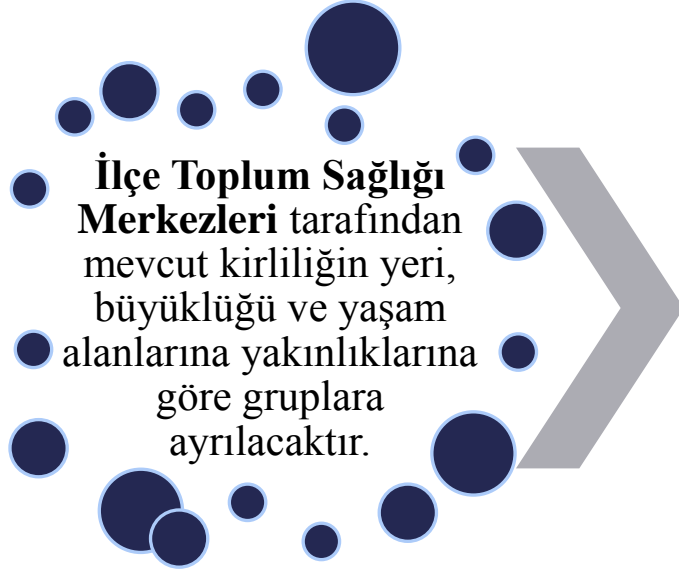 İlçe Toplum Sağlığı
Merkezleri tarafından
mevcut kirliliğin yeri,
büyüklüğü ve yaşam
alanlarına yakınlıklarına
göre gruplara
ayrılacaktır.